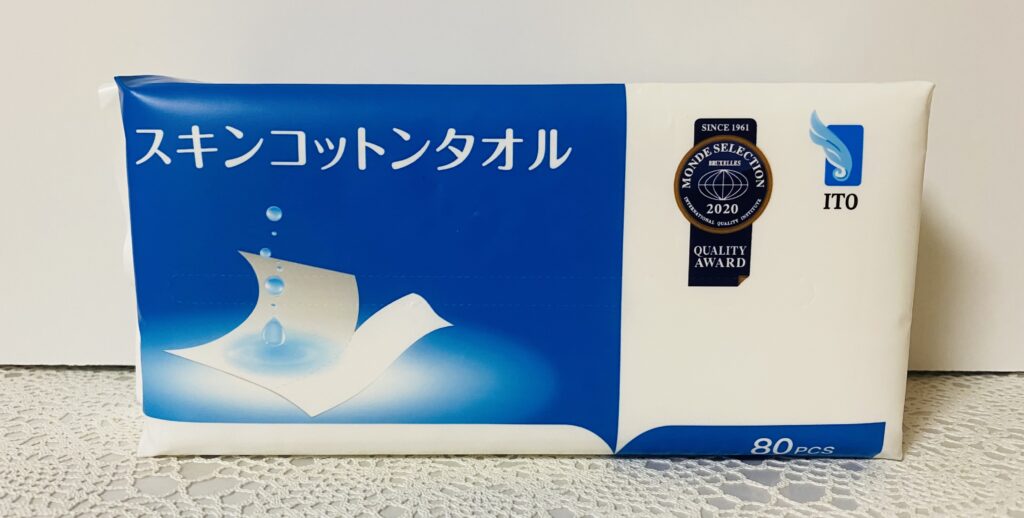 スキンコットンタオル
SINCE 1961
MONDE SELECTION
BRUXELLES
2020
INTERNATIONAL QUALITY INSTITUTE
QUALITY
AWARD
ITO
80PCS